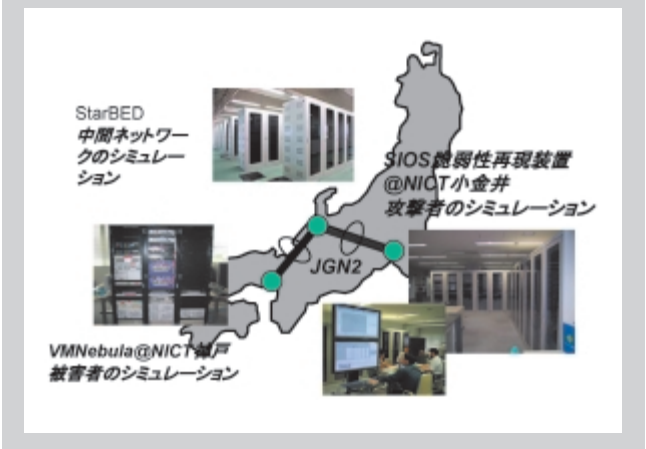 StarBED
中間ネットワー
クのシミュレー
ション
SIOS脆弱性再現装置
@NICT小金井
攻撃者のシミュレーション
JGN2
VMNebula@NICT神戸
被害者のシミュレーション